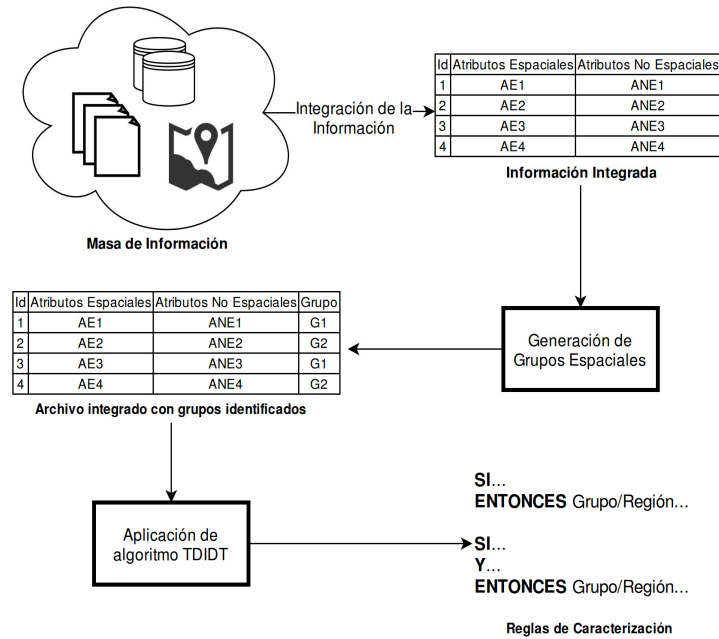 Masa de Información
Integración de la
Información
Id Atributos Espaciales Atributos No Espaciales
1 AE1 ANE1
2 AE2 ANE2
3 AE3 ANE3
4 AE4 ANE4
Información Integrada
Generación de
Grupos Espaciales
Id Atributos Espaciales Atributos No Espaciales Grupo
1 AE1 ANE1 G1
2 AE2 ANE2 G2
3 AE3 ANE3 G1
4 AE4 ANE4 G2
Archivo integrado con grupos identificados
Aplicación de
algoritmo TDIDT
SI...
ENTONCES Grupo/Región...
SI...
Y...
ENTONCES Grupo/Región...
Reglas de Caracterización